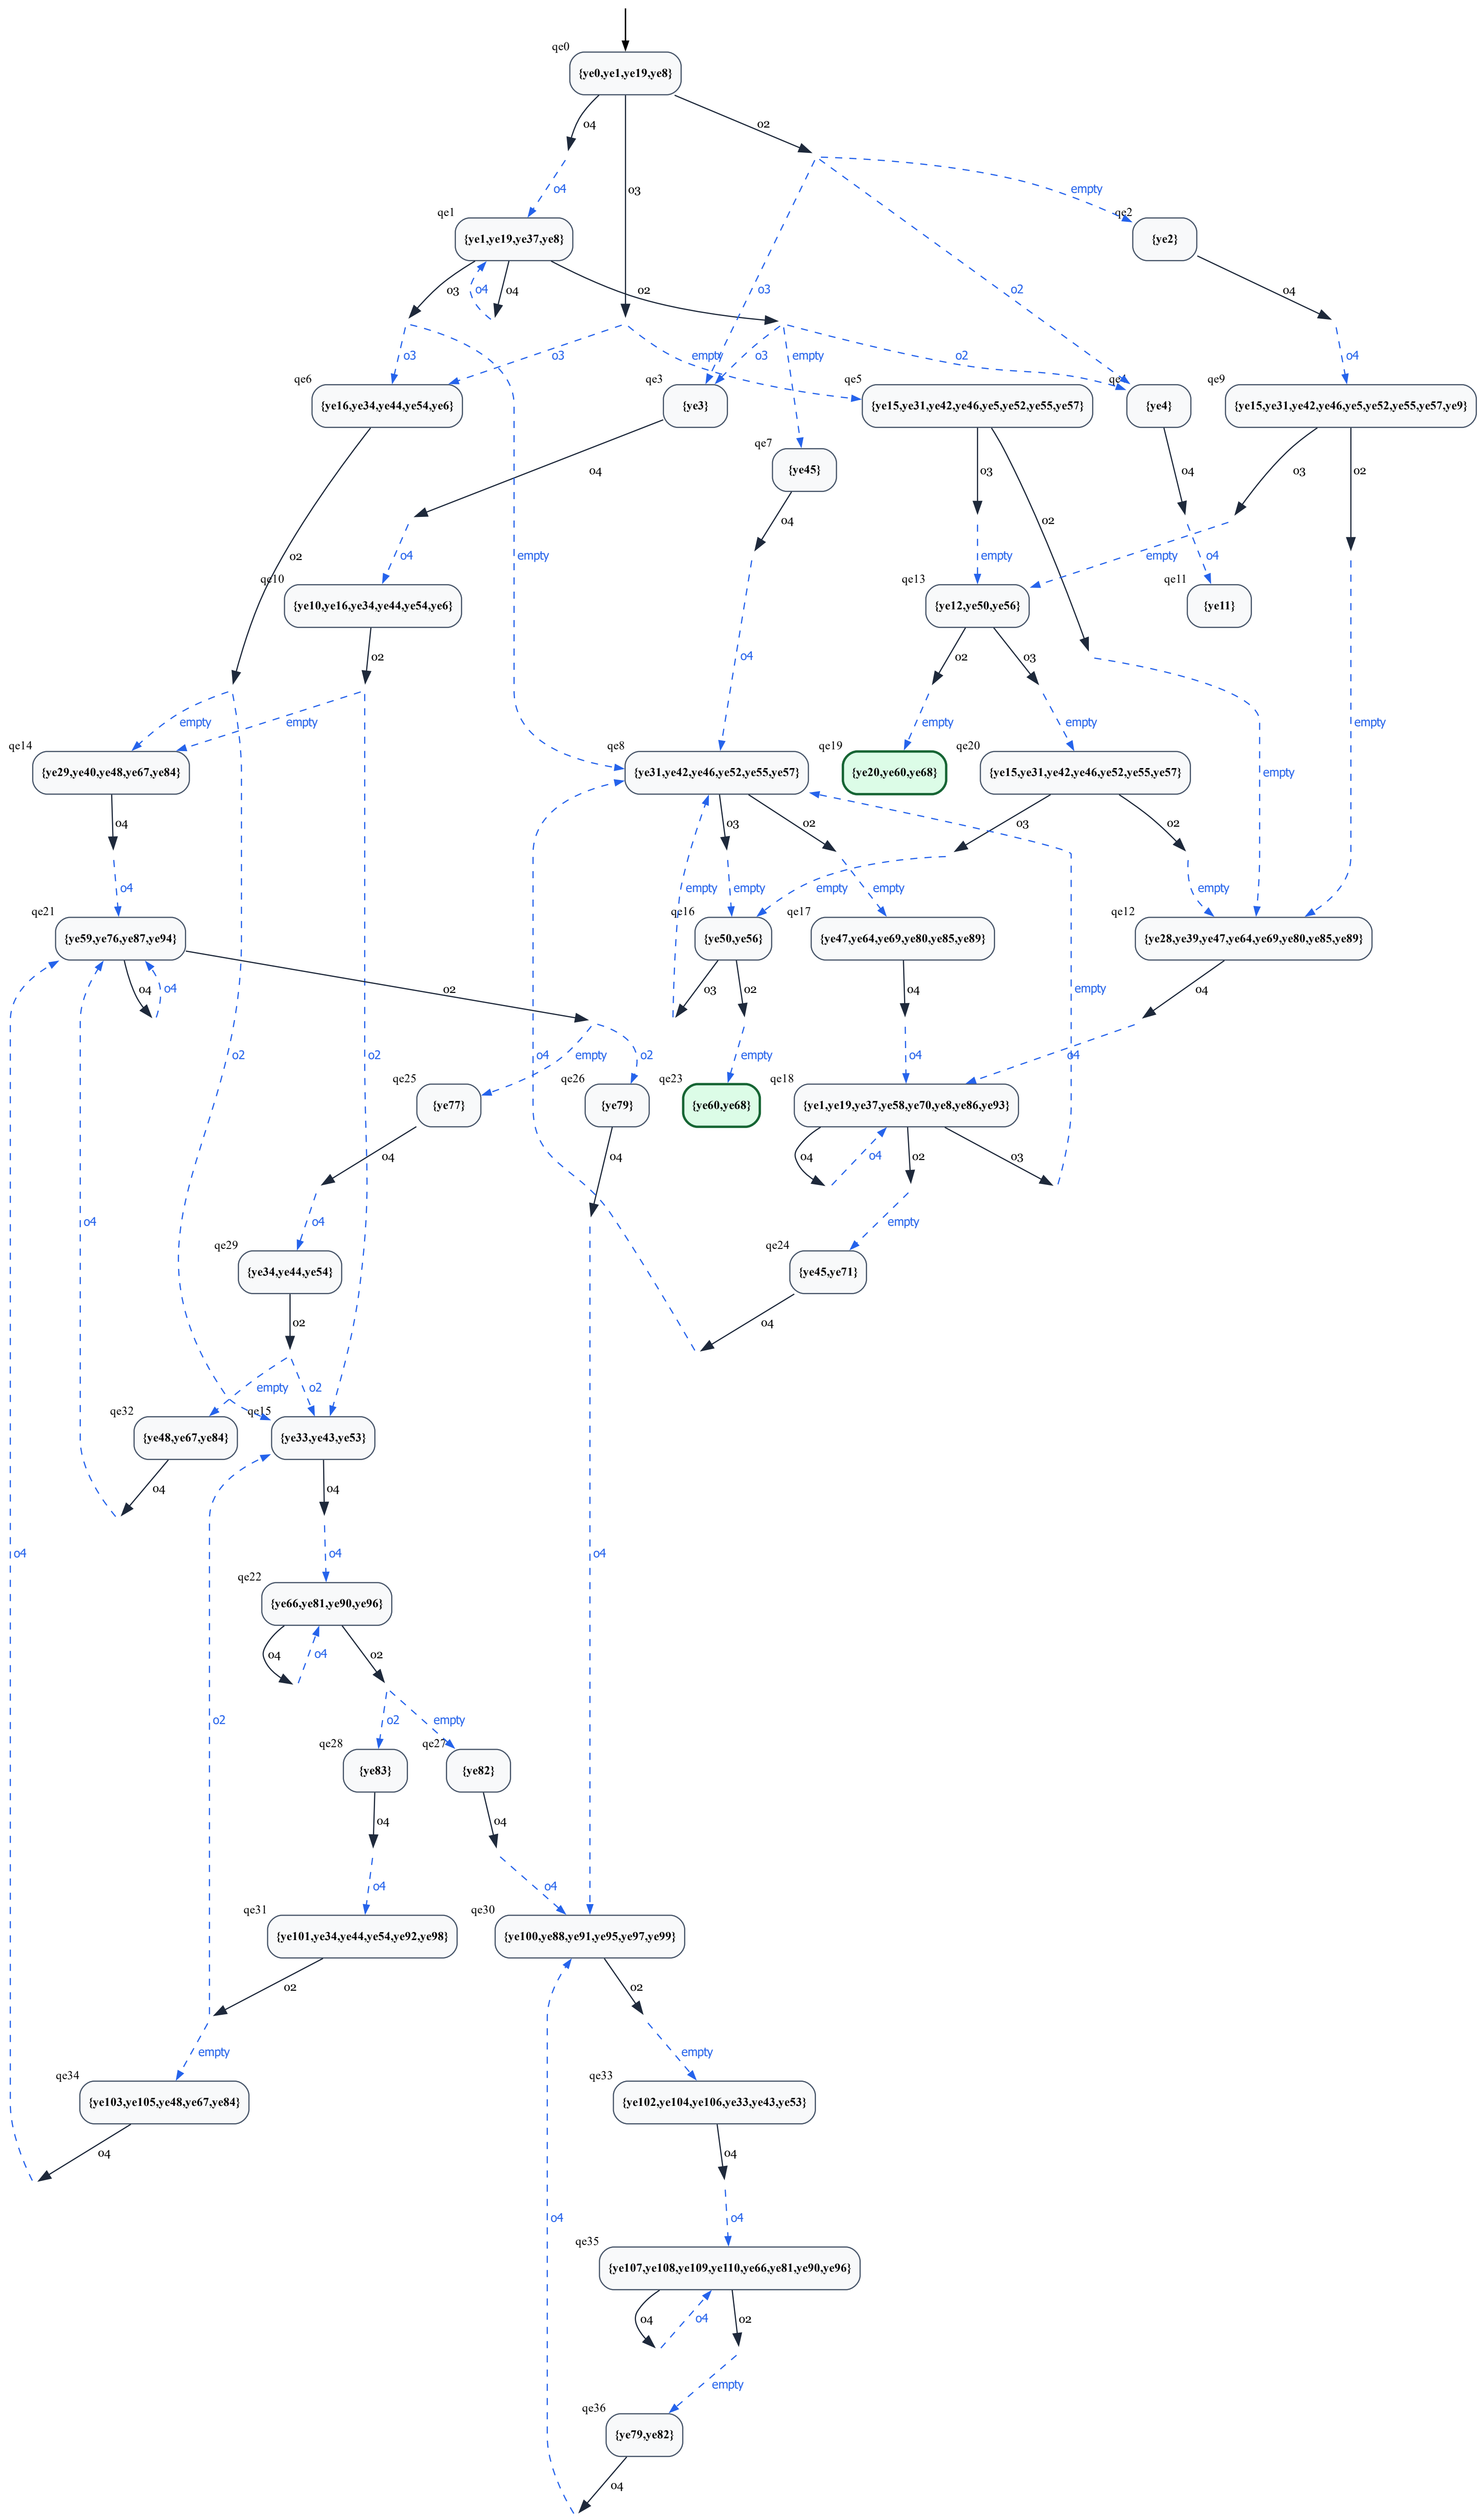 qe0
{ye0,ye1,ye19,ye8}
o4
o2
o3
o4
empty
qe1
qe2
{ye1,ye19,ye37,ye8}
{ye2}
o3
o4
o2
o4
o3
o2
o4
o3
o3
empty
o3
empty
o2
o4
qe6
qe3
qe5
qe9
{ye16,ye34,ye44,ye54,ye6}
{ye3}
{ye15,ye31,ye42,ye46,ye5,ye52,ye55,ye57}
{ye4}
{ye15,ye31,ye42,ye46,ye5,ye52,ye55,ye57,ye9}
qe7
{ye45}
o4
o3
o4
o3
o2
o4
o2
o2
o4
empty
empty
empty
o4
qe10
qe13
qe11
{ye10,ye16,ye34,ye44,ye54,ye6}
{ye12,ye50,ye56}
{ye11}
o2
o4
o2
o3
empty
empty
empty
empty
empty
qe14
qe8
qe19
qe20
{ye29,ye40,ye48,ye67,ye84}
{ye31,ye42,ye46,ye52,ye55,ye57}
{ye20,ye60,ye68}
{ye15,ye31,ye42,ye46,ye52,ye55,ye57}
empty
o4
o3
o2
o3
o2
o4
empty
empty
empty
empty
empty
qe21
qe16
qe17
qe12
{ye59,ye76,ye87,ye94}
{ye50,ye56}
{ye47,ye64,ye69,ye80,ye85,ye89}
{ye28,ye39,ye47,ye64,ye69,ye80,ye85,ye89}
o4
o4
o2
o3
o2
o4
empty
o4
o2
o2
empty
o2
o4
empty
o4
o4
qe25
qe26
qe23
qe18
{ye77}
{ye79}
{ye60,ye68}
{ye1,ye19,ye37,ye58,ye70,ye8,ye86,ye93}
o4
o4
o4
o4
o2
o3
o4
o4
empty
qe29
qe24
{ye34,ye44,ye54}
{ye45,ye71}
o2
o4
empty
o2
qe32
qe15
{ye48,ye67,ye84}
{ye33,ye43,ye53}
o4
o4
o4
o4
o4
qe22
{ye66,ye81,ye90,ye96}
o4
o4
o2
o2
o2
empty
qe28
qe27
{ye83}
{ye82}
o4
o4
o4
o4
qe31
qe30
{ye101,ye34,ye44,ye54,ye92,ye98}
{ye100,ye88,ye91,ye95,ye97,ye99}
o2
o2
empty
empty
qe34
qe33
{ye103,ye105,ye48,ye67,ye84}
{ye102,ye104,ye106,ye33,ye43,ye53}
o4
o4
o4
o4
qe35
{ye107,ye108,ye109,ye110,ye66,ye81,ye90,ye96}
o4
o4
o2
empty
qe36
{ye79,ye82}
o4